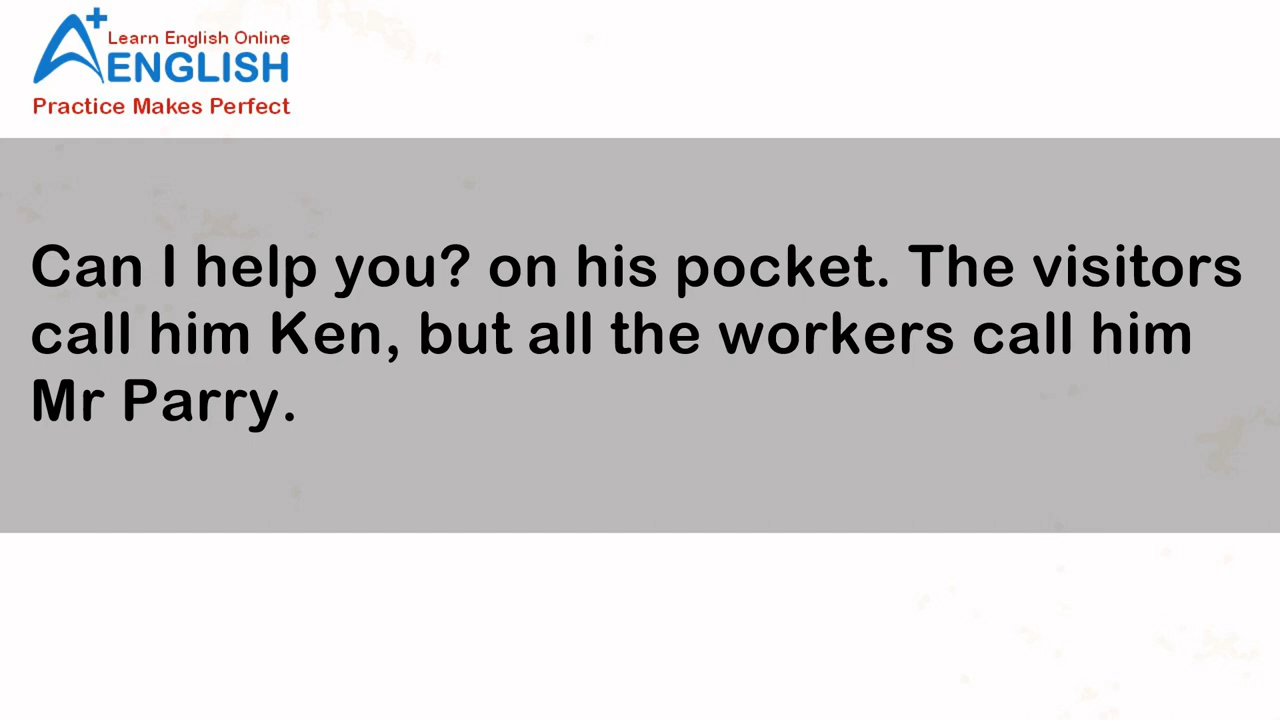 A+
Learn English Online
ENGLISH
Practice Makes Perfect
Can I help you? on his pocket. The visitors
call him Ken, but all the workers call him
Mr Parry.